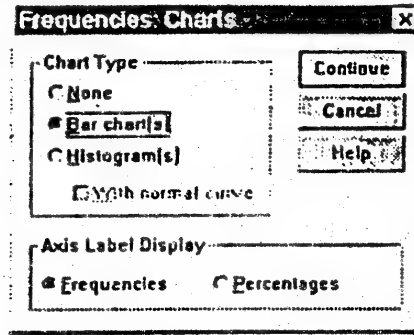 Frequencies: Charts
Chart Type
None
Bar chart(s)
Histogram(s)
With normal curve
Continue
Cancel
Help
Axis Label Display
Frequencies
Percentages